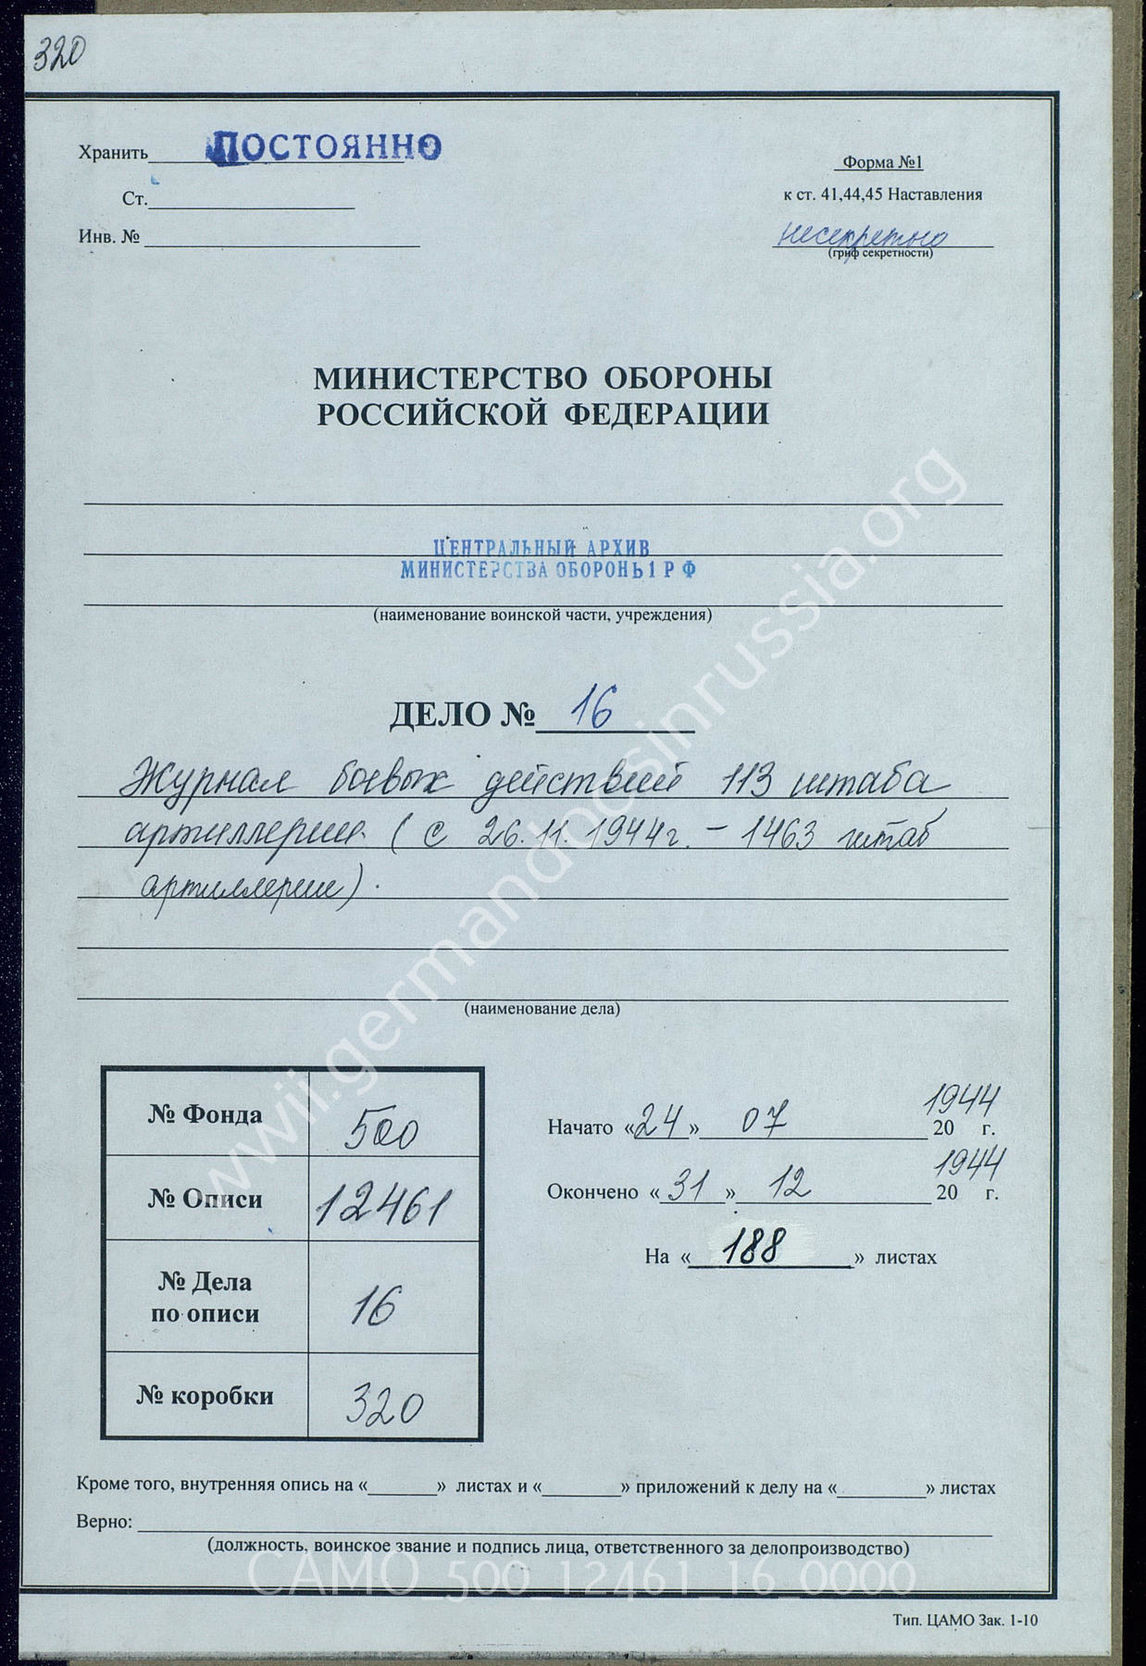 320
Хранить ПОСТОЯННО
Форма №1
Ст.
к ст. 41,44,45 Наставления
Инв. №
несекретно
(гриф секретности)
МИНИСТЕРСТВО ОБОРОНЫ
РОССИЙСКОЙ ФЕДЕРАЦИИ
ЦЕНТРАЛЬНЫЙ АРХИВ
МИНИСТЕРСТВА ОБОРОНЫ РФ
(наименование воинской части, учреждения)
ДЕЛО № 16
Журнал боевых действий 113 штаба
артиллерии (с 26.11.1944г. - 1463 штаб
артиллерии).
(наименование дела)
№ Фонда 500
№ Описи 12461
№ Дела
по описи 16
№ коробки 320
1944
Начато «24» 07 20 г.
1944
Окончено «31» 12 20 г.
На «188» листах
Кроме того, внутренняя опись на «» листах и «» приложений к делу на «» листах
Верно:
(должность, воинское звание и подпись лица, ответственного за делопроизводство)
CAMO_500_12461_16_0000
Тип. ЦАМО Зак. 1-10
wwii.germandocsinrussia.org